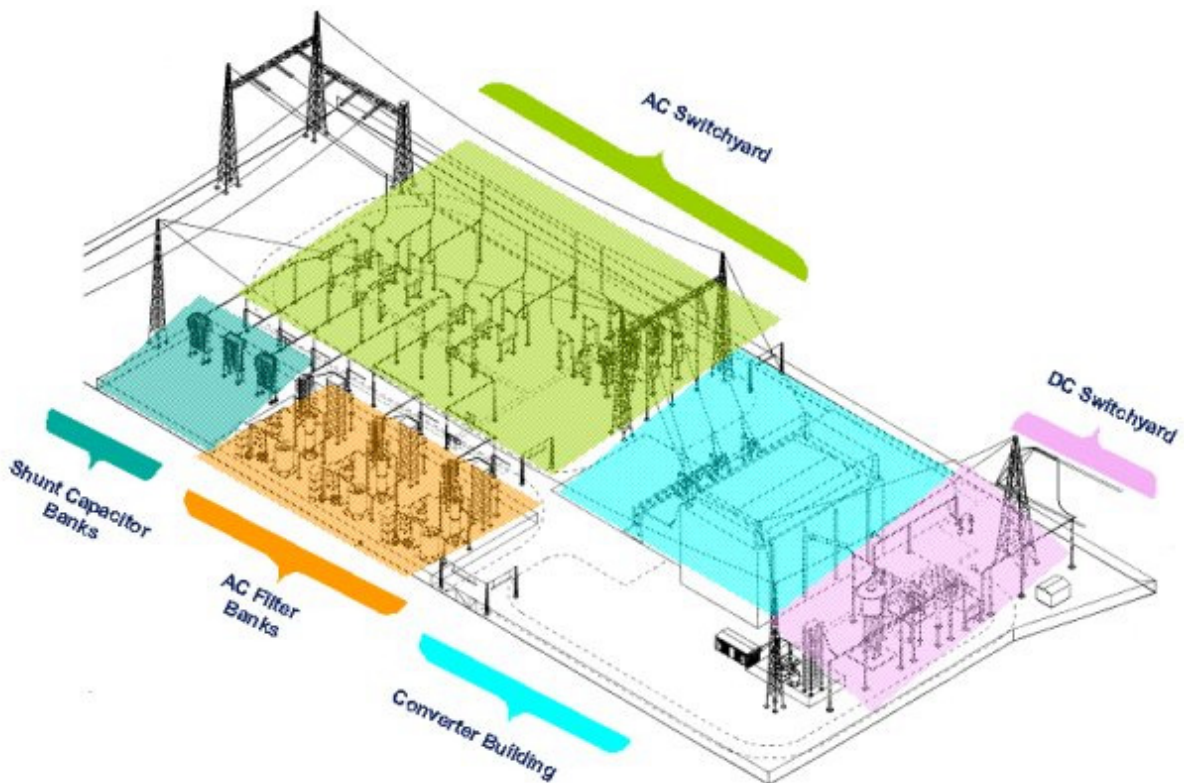 AC Switchyard
DC Switchyard
Shunt Capacitor
Banks
AC Filter
Banks
Converter Building